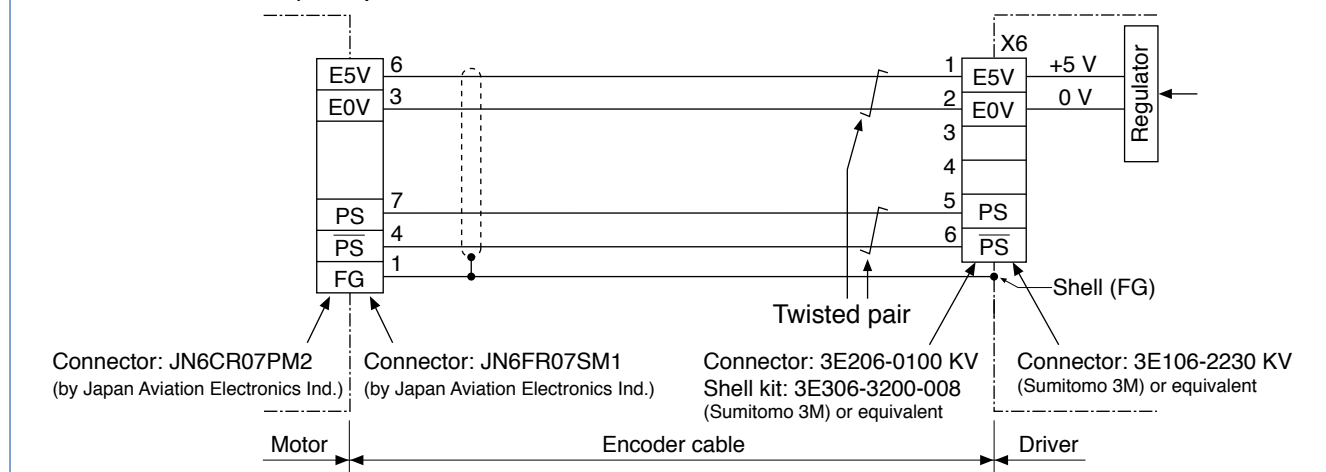 X6
E5V 6
1 E5V +5 V
E0V 3
2 E0V 0 V
Regulator
3
4
PS 7
5 PS
PS 4
6 PS
FG 1
Shell (FG)
Twisted pair
Connector: JN6CR07PM2
(by Japan Aviation Electronics Ind.)
Connector: JN6FR07SM1
(by Japan Aviation Electronics Ind.)
Connector: 3E206-0100 KV
Shell kit: 3E306-3200-008
(Sumitomo 3M) or equivalent
Connector: 3E106-2230 KV
(Sumitomo 3M) or equivalent
Motor
Encoder cable
Driver